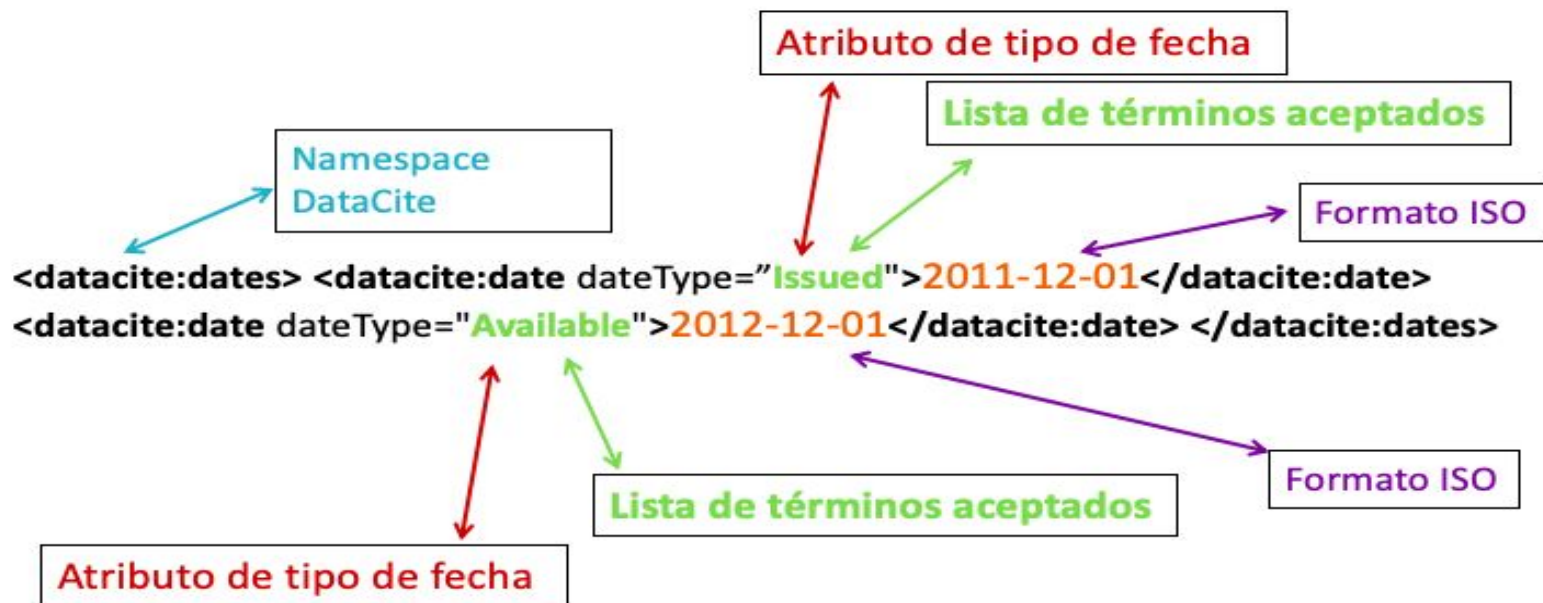 Atributo de tipo de fecha
Lista de términos aceptados
Namespace
DataCite
Formato ISO
<datacite:dates> <datacite:date dateType=”Issued">2011-12-01</datacite:date>
<datacite:date dateType="Available">2012-12-01</datacite:date> </datacite:dates>
Formato ISO
Lista de términos aceptados
Atributo de tipo de fecha